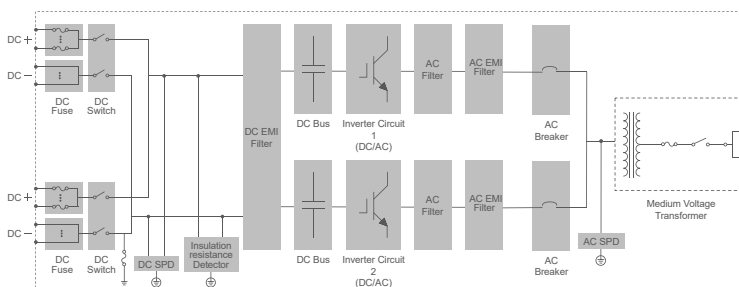 DC +
DC −
DC
Fuse
DC
Switch
DC EMI
Filter
DC Bus
Inverter Circuit
1
(DC/AC)
AC
Filter
AC EMI
Filter
AC
Breaker
Medium Voltage
Transformer
DC +
DC −
DC
Fuse
DC
Switch
DC SPD
Insulation
resistance
Detector
DC Bus
Inverter Circuit
2
(DC/AC)
AC
Filter
AC EMI
Filter
AC
Breaker
AC SPD